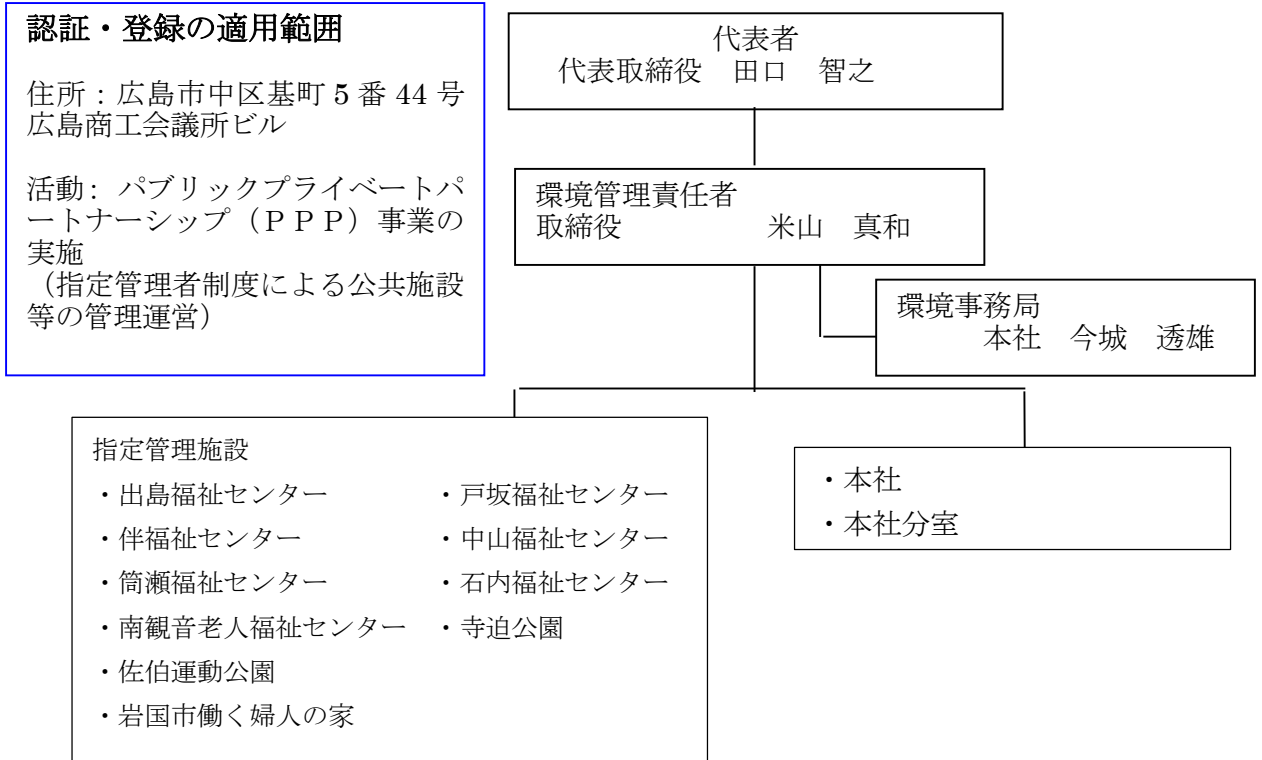 認証・登録の適用範囲
住所：広島市中区基町 5 番 44 号
広島商工会議所ビル
活動：パブリックプライベートパ
ートナーシップ（ＰＰＰ）事業の
実施
（指定管理者制度による公共施設
等の管理運営）
代表者
代表取締役　田口　智之
環境管理責任者
取締役　　　　　米山　真和
環境事務局
本社　今城　透雄
指定管理施設
・出島福祉センター　　　・戸坂福祉センター
・伴福祉センター　　　　・中山福祉センター
・筒瀬福祉センター　　　・石内福祉センター
・南観音老人福祉センター　・寺迫公園
・佐伯運動公園
・岩国市働く婦人の家
・本社
・本社分室